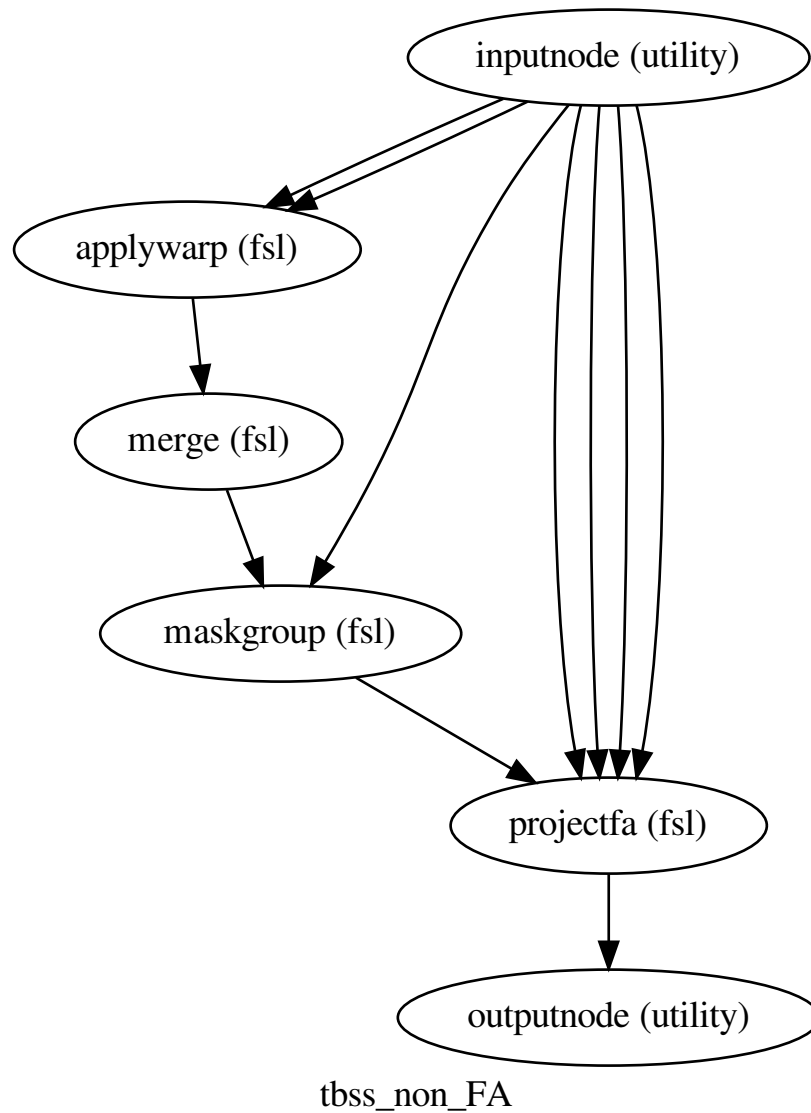 inputnode (utility)
applywarp (fsl)
merge (fsl)
maskgroup (fsl)
projectfa (fsl)
outputnode (utility)
tbss_non_FA